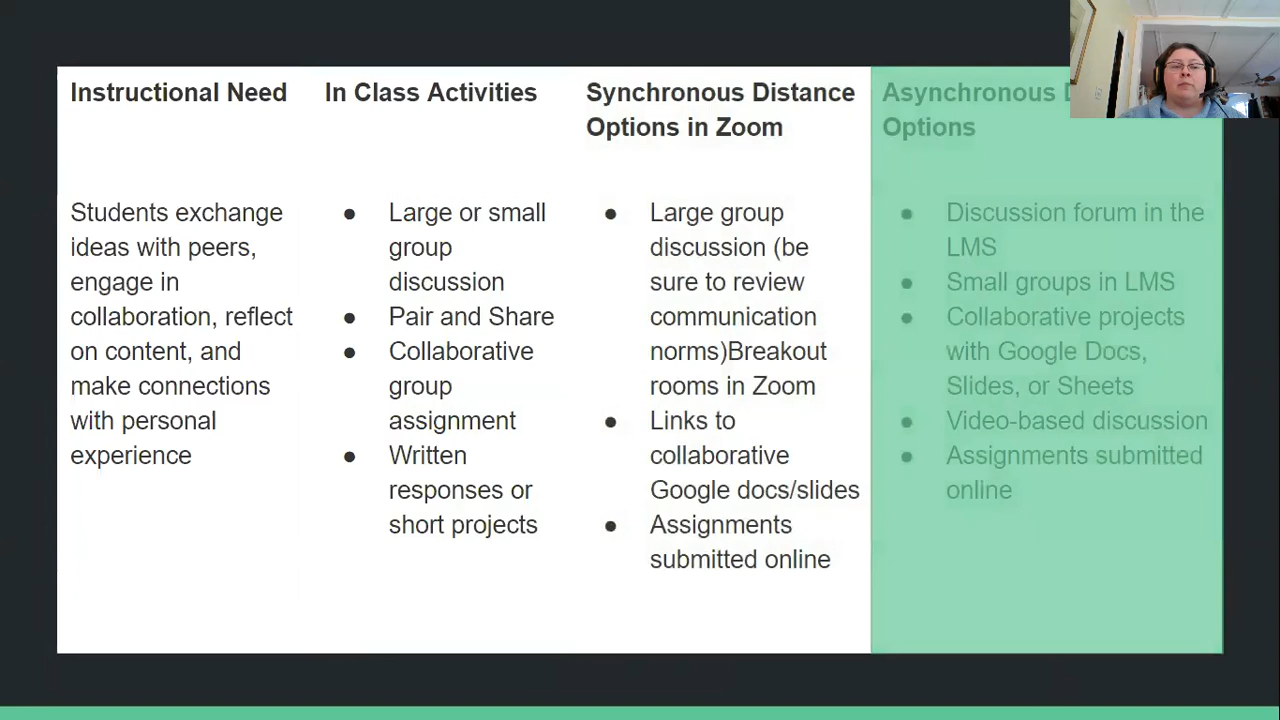 Instructional Need
Students exchange
ideas with peers,
engage in
collaboration, reflect
on content, and
make connections
with personal
experience
In Class Activities
● Large or small
group
discussion
● Pair and Share
● Collaborative
group
assignment
● Written
responses or
short projects
Synchronous Distance
Options in Zoom
● Large group
discussion (be
sure to review
communication
norms)Breakout
rooms in Zoom
● Links to
collaborative
Google docs/slides
● Assignments
submitted online
Asynchronous
Options
● Discussion forum in the
LMS
● Small groups in LMS
● Collaborative projects
with Google Docs,
Slides, or Sheets
● Video-based discussion
● Assignments submitted
online